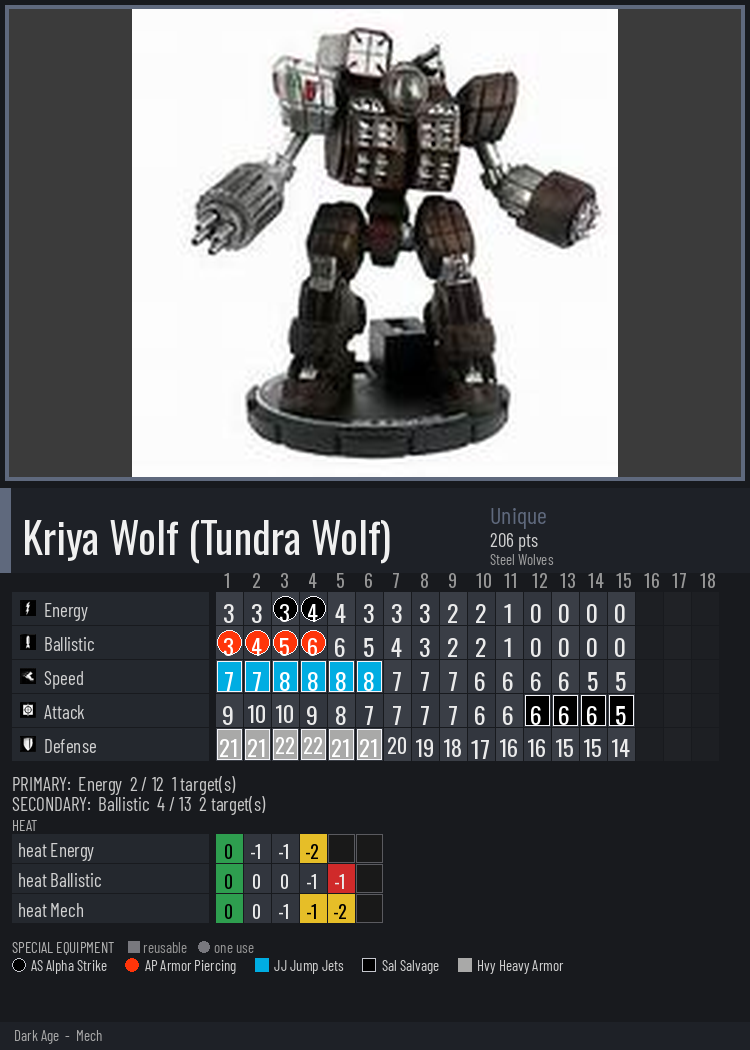 Kriya Wolf (Tundra Wolf)
Unique
206 pts
Steel Wolves
1 2 3 4 5 6 7 8 9 10 11 12 13 14 15 16 17 18
Energy 3 3 3 4 4 3 3 3 2 2 1 0 0 0 0
Ballistic 3 4 5 6 6 5 4 3 2 2 1 0 0 0 0
Speed 7 7 8 8 8 8 7 7 7 6 6 6 6 5 5
Attack 9 10 10 9 8 7 7 7 7 6 6 6 6 6 5
Defense 21 21 22 22 21 21 20 19 18 17 16 16 15 15 14
PRIMARY: Energy 2 / 12 1 target(s)
SECONDARY: Ballistic 4 / 13 2 target(s)
HEAT
heat Energy 0 -1 -1 -2
heat Ballistic 0 0 0 -1 -1
heat Mech 0 0 -1 -1 -2
SPECIAL EQUIPMENT reusable one use
AS Alpha Strike AP Armor Piercing JJ Jump Jets Sal Salvage Hvy Heavy Armor
Dark Age - Mech